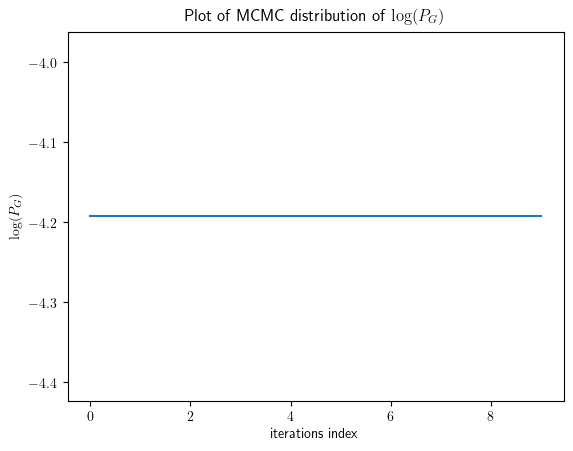 Plot of MCMC distribution of log(P_G)
−4.0
−4.1
−4.2
−4.3
−4.4
log(P_G)
0 2 4 6 8
iterations index